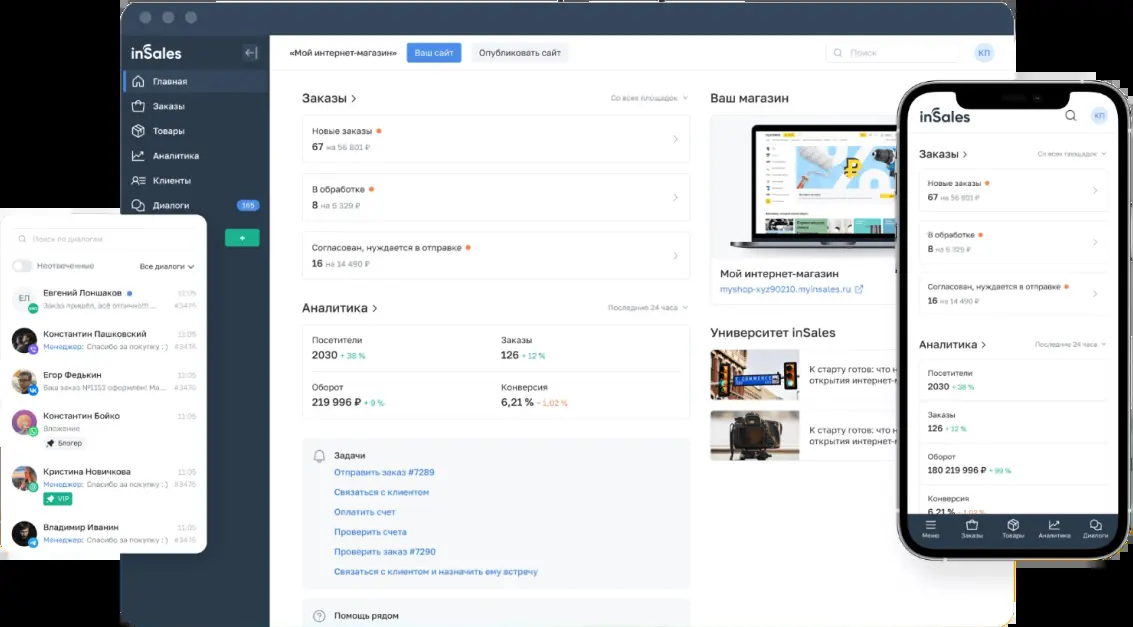 inSales
Главная
Заказы
Товары
Аналитика
Клиенты
Диалоги
165
+
«Мой интернет-магазин»
Ваш сайт
Опубликовать сайт
Поиск
КП
Заказы >
Со всех площадок
Новые заказы
67 на 56 801 ₽
В обработке
8 на 6 329 ₽
Согласован, нуждается в отправке
16 на 14 490 ₽
Аналитика >
Последние 24 часа
Посетители
2030 + 38 %
Заказы
126 + 12 %
Оборот
219 996 ₽ + 9 %
Конверсия
6,21 % − 1,02 %
Задачи
Отправить заказ #7289
Связаться с клиентом
Оплатить счет
Проверить счета
Проверить заказ #7290
Связаться с клиентом и назначить ему встречу
Помощь рядом
Ваш магазин
Мой интернет-магазин
myshop-xyz90210.myinsales.ru
Университет inSales
E COMMERCE
К старту готов: что н
открытия интернет-м
К старту готов: что н
открытия интернет-м
Поиск по диалогам
Неотвеченные
Все диалоги
ЕЛ
Евгений Лоншаков
11:05
Заказ пришёл, всё отлично!!! ...
#3476
Константин Пашковский
11:05
Менеджер: Спасибо за покупку : )
#3476
Егор Федькин
11:05
Ваш заказ №1153 оформлен! Ма...
#3476
Константин Бойко
11:05
Вложение
Блогер
Кристина Новичкова
11:05
Менеджер: Спасибо за покупку : )
#3476
VIP
Владимир Иванин
11:05
Менеджер: Спасибо за покупку : )
#3476
inSales
КП
Заказы >
Со всех площадок
Новые заказы
67 на 56 801 ₽
В обработке
8 на 6 329 ₽
Согласован, нуждается в отправке
16 на 14 490 ₽
Аналитика >
Последние 24 часа
Посетители
2030 + 38 %
Заказы
126 + 12 %
Оборот
180 219 996 ₽ + 99 %
Конверсия
6,21 % − 1,02 %
Меню
Заказы
Товары
Аналитика
Диалоги